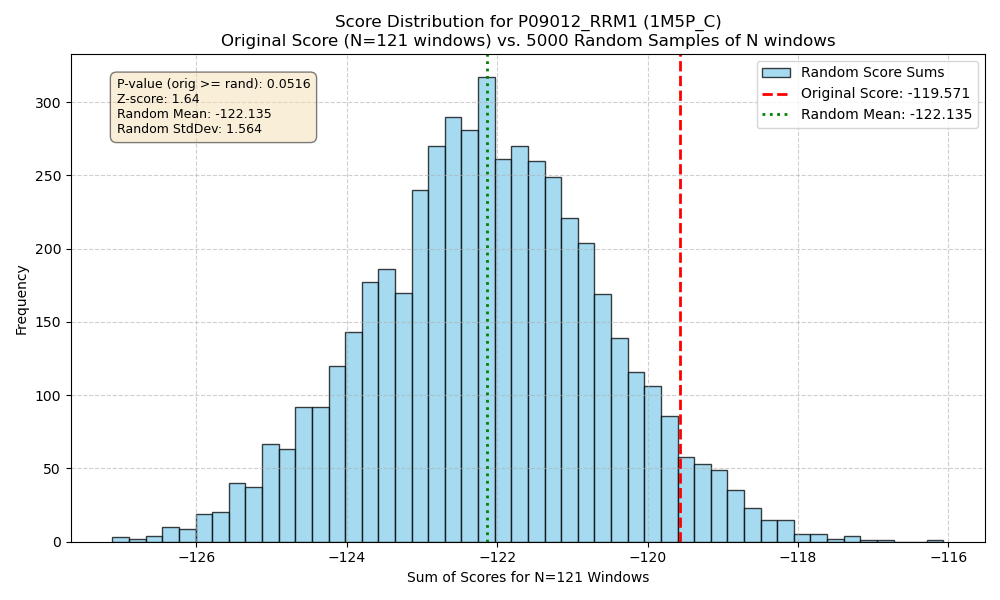 Score Distribution for P09012_RRM1 (1M5P_C)
Original Score (N=121 windows) vs. 5000 Random Samples of N windows
P-value (orig >= rand): 0.0516
Z-score: 1.64
Random Mean: -122.135
Random StdDev: 1.564
Random Score Sums
Original Score: -119.571
Random Mean: -122.135
Frequency
300
250
200
150
100
50
0
−126
−124
−122
−120
−118
−116
Sum of Scores for N=121 Windows